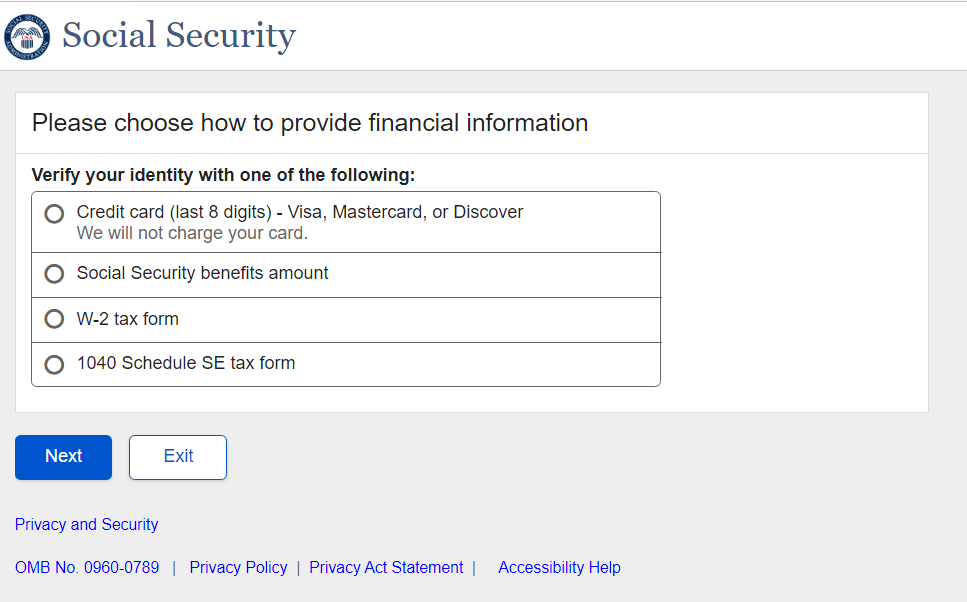 Social Security
Please choose how to provide financial information
Verify your identity with one of the following:
Credit card (last 8 digits) - Visa, Mastercard, or Discover
We will not charge your card.
Social Security benefits amount
W-2 tax form
1040 Schedule SE tax form
Next Exit
Privacy and Security
OMB No. 0960-0789 | Privacy Policy | Privacy Act Statement | Accessibility Help